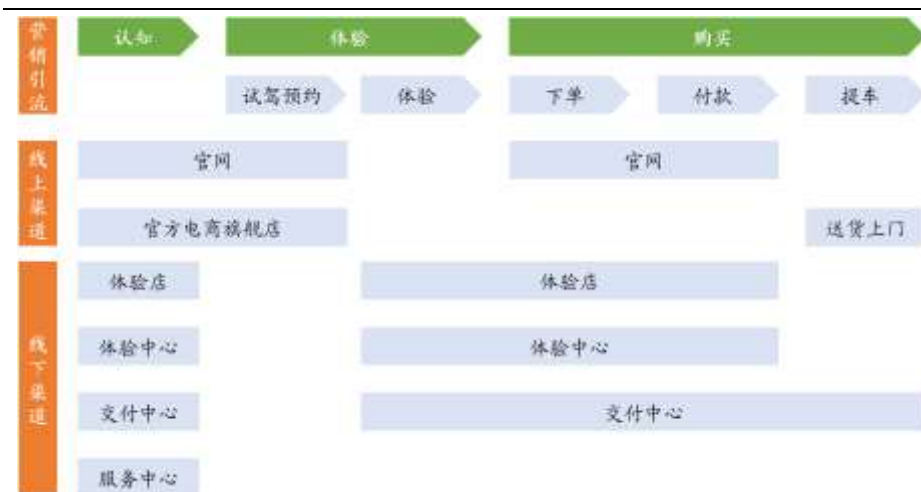 营销引流
认知
体验
购买
试驾预约
体验
下单
付款
提车
线上渠道
官网
官网
官方电商旗舰店
送货上门
线下渠道
体验店
体验店
体验中心
体验中心
交付中心
交付中心
服务中心